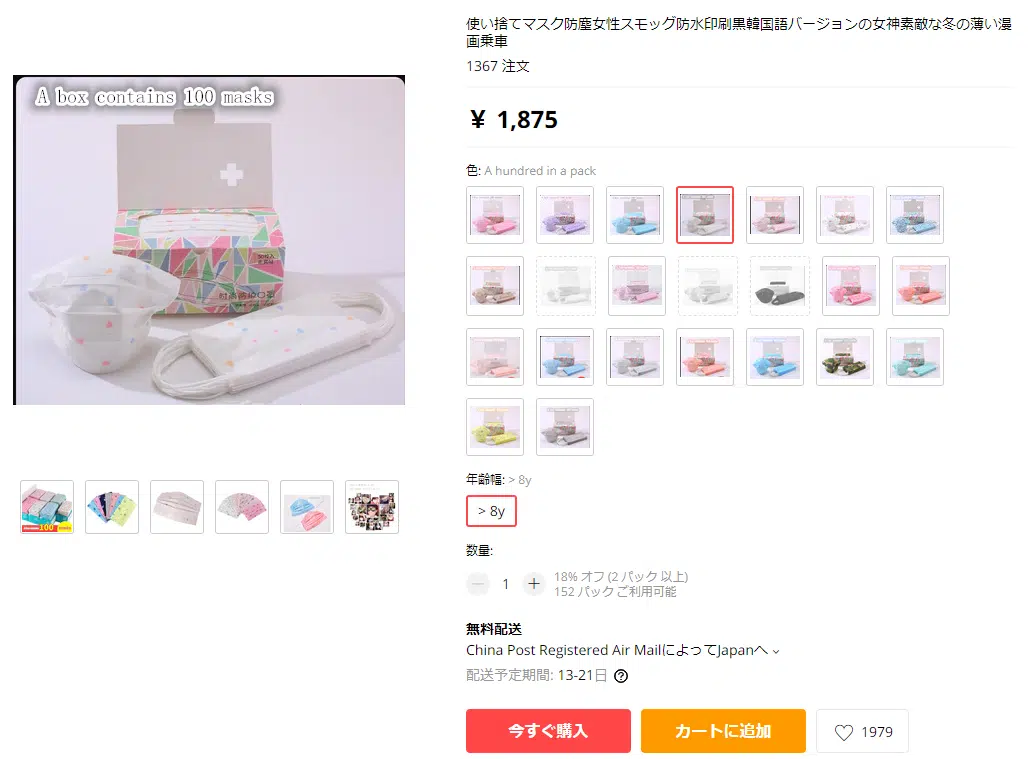 使い捨てマスク防塵女性スモッグ防水印刷黒韓国語バージョンの女神素敵な冬の薄い漫
画乗車
1367 注文
¥ 1,875
A box contains 100 masks
色: A hundred in a pack
年齢幅: > 8y
> 8y
数量:
1
18% オフ (2 パック 以上)
152 パック ご利用可能
無料配送
China Post Registered Air MailによってJapanへ
配送予定期間: 13-21日
今すぐ購入
カートに追加
1979
100